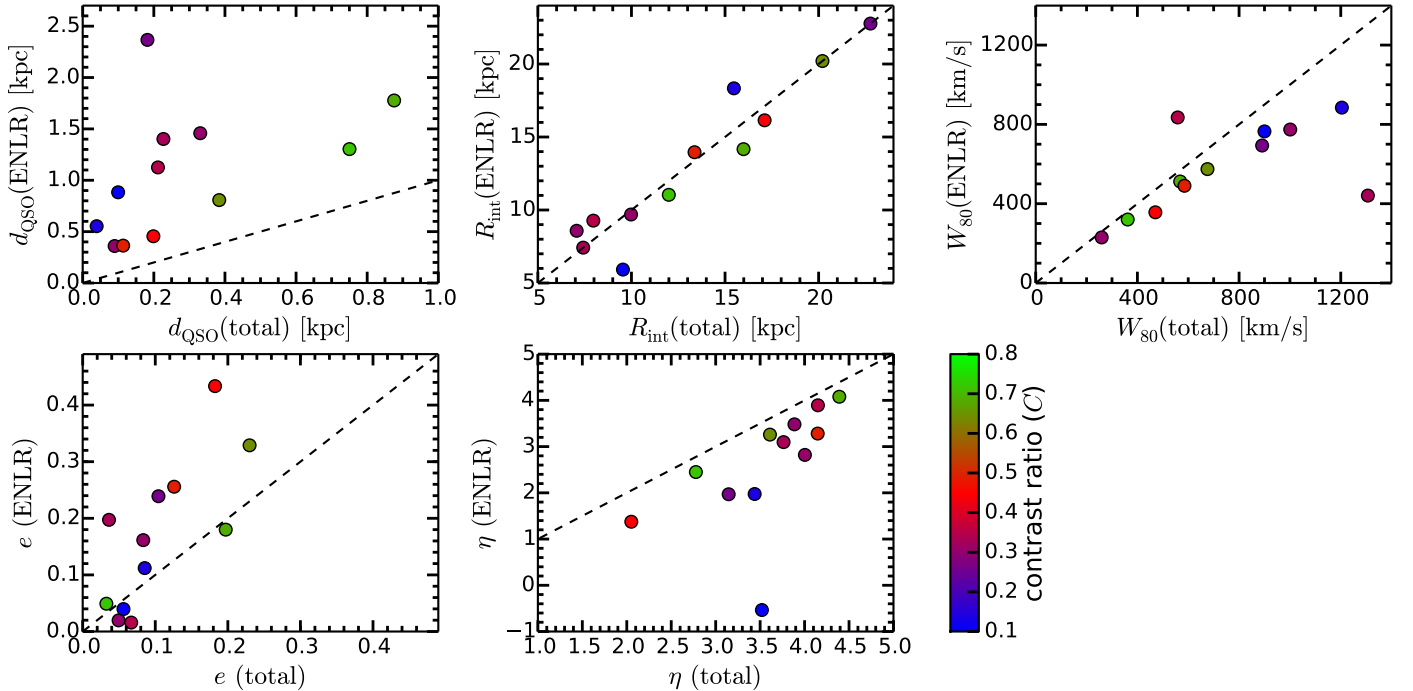 2.5
2.0
1.5
1.0
0.5
0.0
d_QSO(ENLR) [kpc]
0.0 0.2 0.4 0.6 0.8 1.0
d_QSO(total) [kpc]
20
15
10
5
R_int(ENLR) [kpc]
5 10 15 20
R_int(total) [kpc]
1200
800
400
0
W_80(ENLR) [km/s]
0 400 800 1200
W_80(total) [km/s]
0.4
0.3
0.2
0.1
0.0
e (ENLR)
0.0 0.1 0.2 0.3 0.4
e (total)
5
4
3
2
1
0
−1
η (ENLR)
1.0 1.5 2.0 2.5 3.0 3.5 4.0 4.5 5.0
η (total)
0.8
0.7
0.6
0.5
0.4
0.3
0.2
0.1
contrast ratio (C)